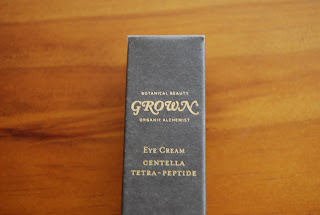 BOTANICAL BEAUTY
GROWN
ORGANIC ALCHEMIST
EYE CREAM
CENTELLA
TETRA-PEPTIDE